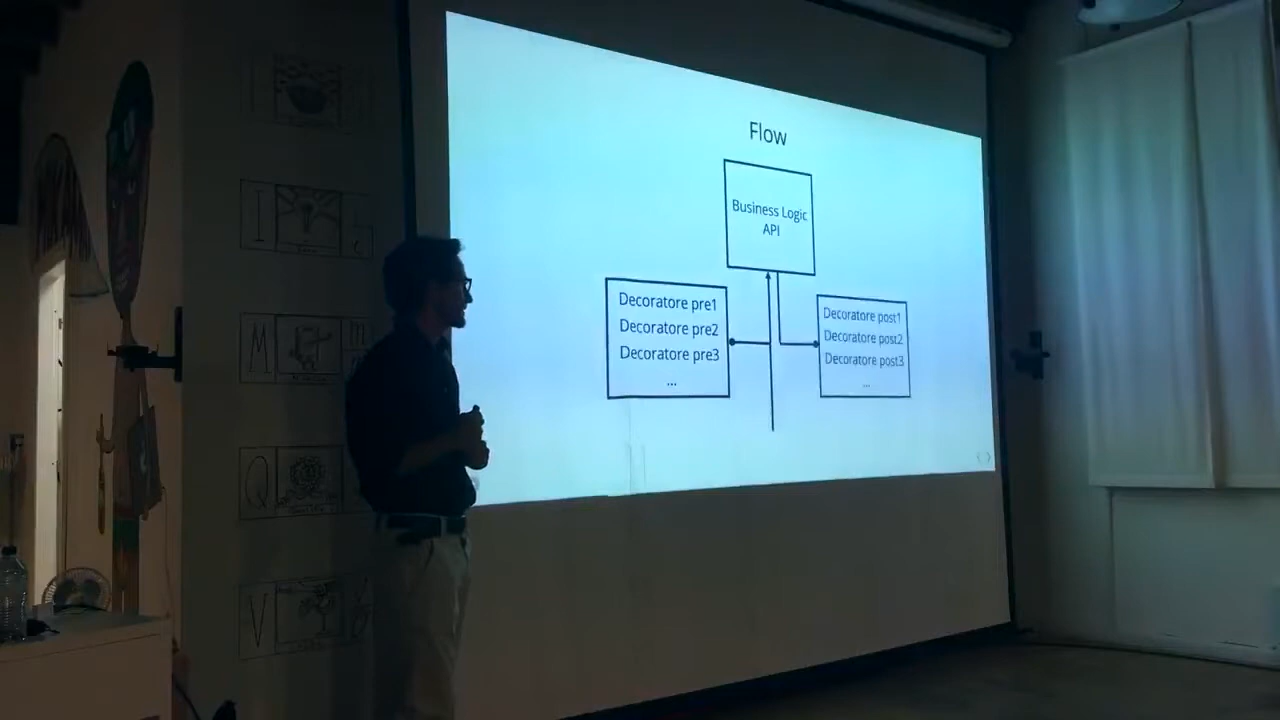 Flow
Business Logic
API
Decoratore pre1
Decoratore pre2
Decoratore pre3
...
Decoratore post1
Decoratore post2
Decoratore post3
...
I
M
m
Q
V